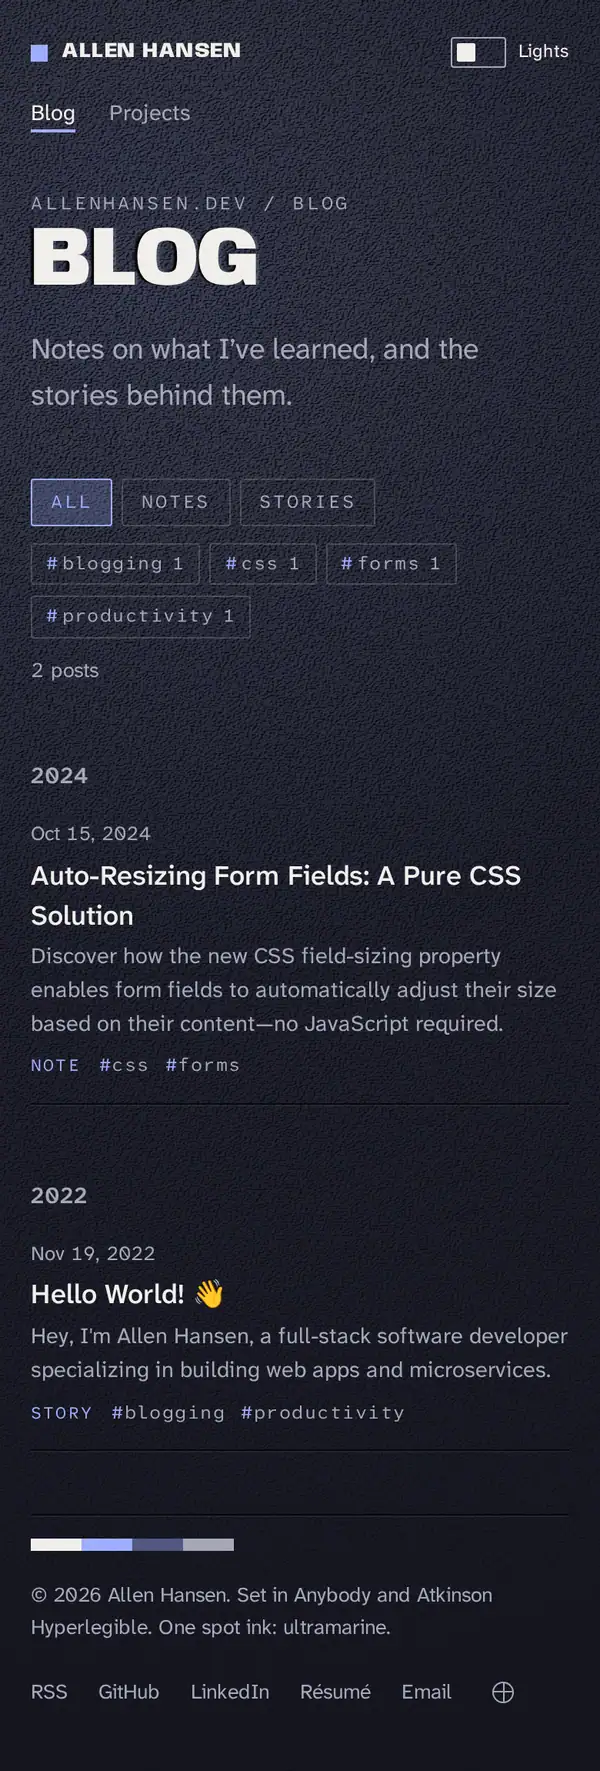 ALLEN HANSEN
Lights
Blog Projects
ALLENHANSEN.DEV / BLOG
BLOG
Notes on what I’ve learned, and the
stories behind them.
ALL NOTES STORIES
#blogging 1 #css 1 #forms 1
#productivity 1
2 posts
2024
Oct 15, 2024
Auto-Resizing Form Fields: A Pure CSS
Solution
Discover how the new CSS field-sizing property
enables form fields to automatically adjust their size
based on their content—no JavaScript required.
NOTE #css #forms
2022
Nov 19, 2022
Hello World! 👋
Hey, I'm Allen Hansen, a full-stack software developer
specializing in building web apps and microservices.
STORY #blogging #productivity
© 2026 Allen Hansen. Set in Anybody and Atkinson
Hyperlegible. One spot ink: ultramarine.
RSS GitHub LinkedIn Résumé Email